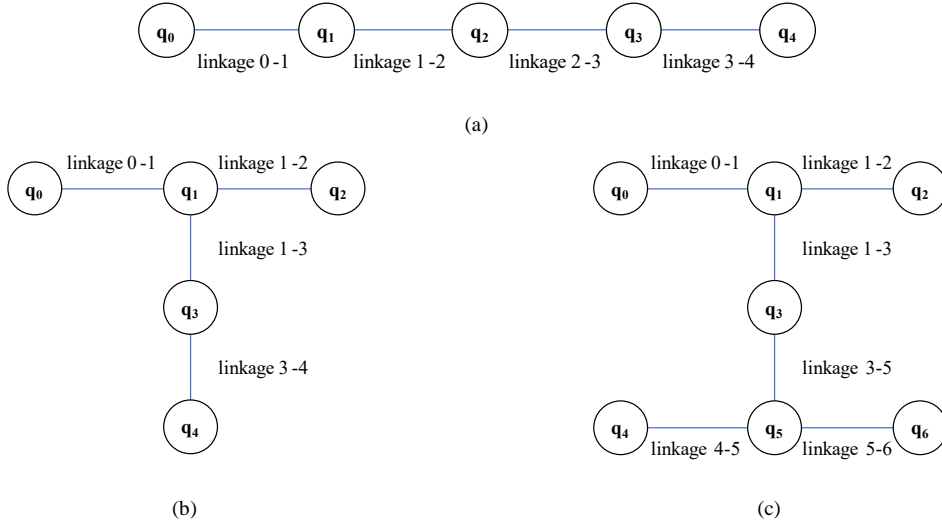 q₀ q₁ q₂ q₃ q₄
linkage 0-1 linkage 1-2 linkage 2-3 linkage 3-4
(a)
linkage 0-1 linkage 1-2
q₀ q₁ q₂
linkage 1-3
q₃
linkage 3-4
q₄
(b)
linkage 0-1 linkage 1-2
q₀ q₁ q₂
linkage 1-3
q₃
linkage 3-5
q₄ q₅ q₆
linkage 4-5 linkage 5-6
(c)